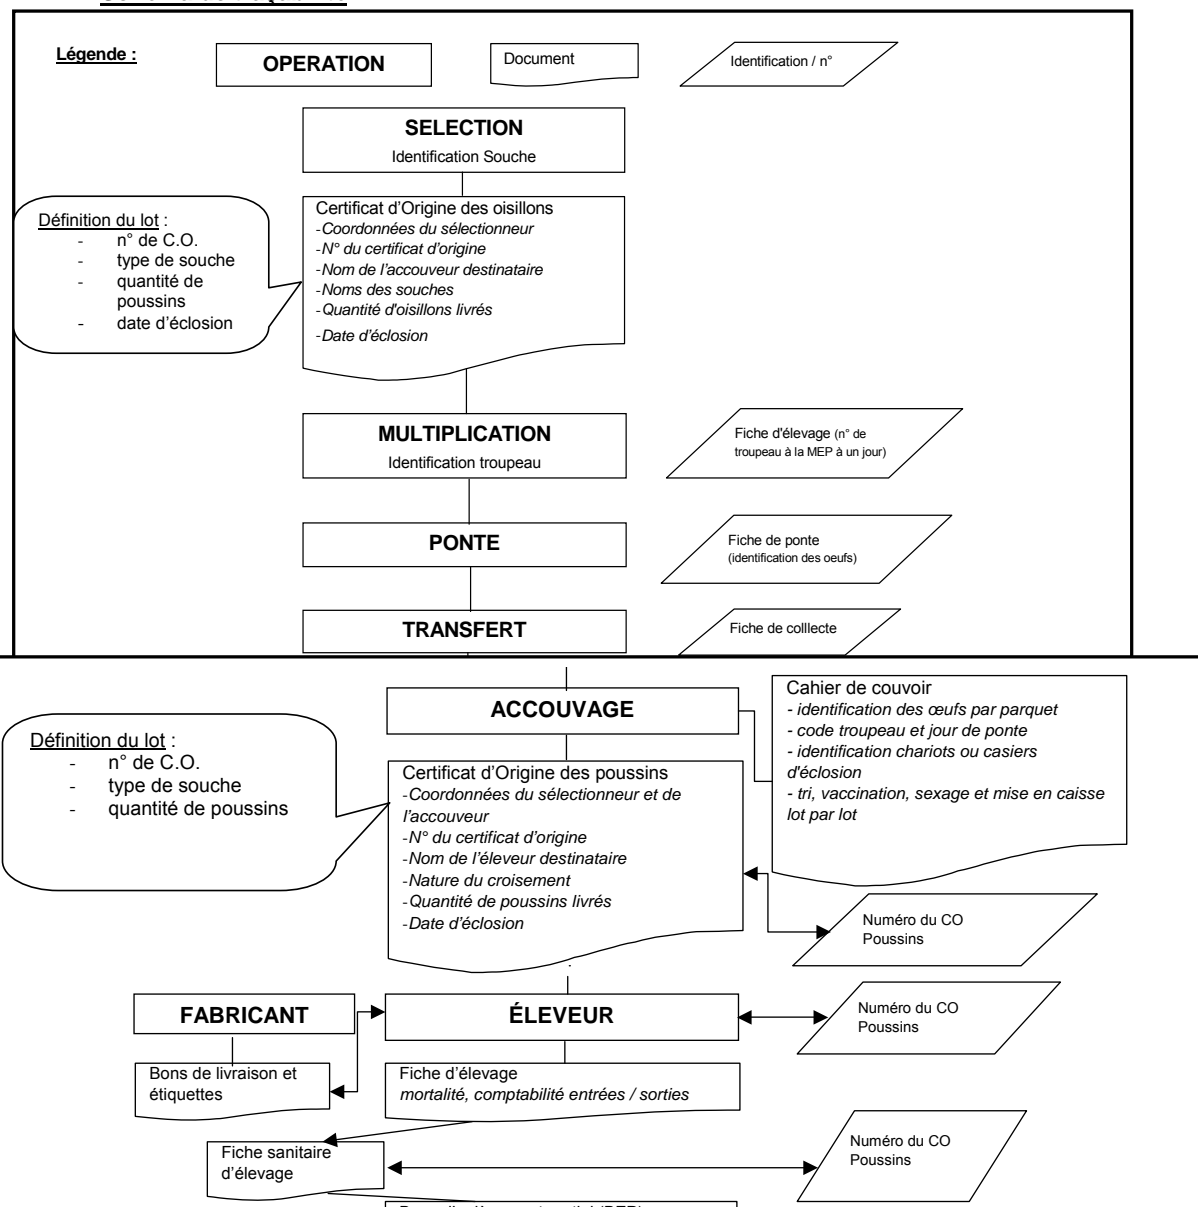 Légende :
OPERATION
Document
Identification / n°
SELECTION
Identification Souche
Définition du lot :
- n° de C.O.
- type de souche
- quantité de
poussins
- date d'éclosion
Certificat d'Origine des oisillons
-Coordonnées du sélectionneur
-N° du certificat d'origine
-Nom de l'accouveur destinataire
-Noms des souches
-Quantité d'oisillons livrés
-Date d'éclosion
MULTIPLICATION
Identification troupeau
Fiche d'élevage (n° de
troupeau à la MEP à un jour)
PONTE
Fiche de ponte
(identification des oeufs)
TRANSFERT
Fiche de colllecte
ACCOUVAGE
Cahier de couvoir
- identification des œufs par parquet
- code troupeau et jour de ponte
- identification chariots ou casiers
d'éclosion
- tri, vaccination, sexage et mise en caisse
lot par lot
Définition du lot :
- n° de C.O.
- type de souche
- quantité de poussins
Certificat d'Origine des poussins
-Coordonnées du sélectionneur et de
l'accouveur
-N° du certificat d'origine
-Nom de l'éleveur destinataire
-Nature du croisement
-Quantité de poussins livrés
-Date d'éclosion
Numéro du CO
Poussins
FABRICANT
ÉLEVEUR
Numéro du CO
Poussins
Bons de livraison et
étiquettes
Fiche d'élevage
mortalité, comptabilité entrées / sorties
Fiche sanitaire
d'élevage
Numéro du CO
Poussins